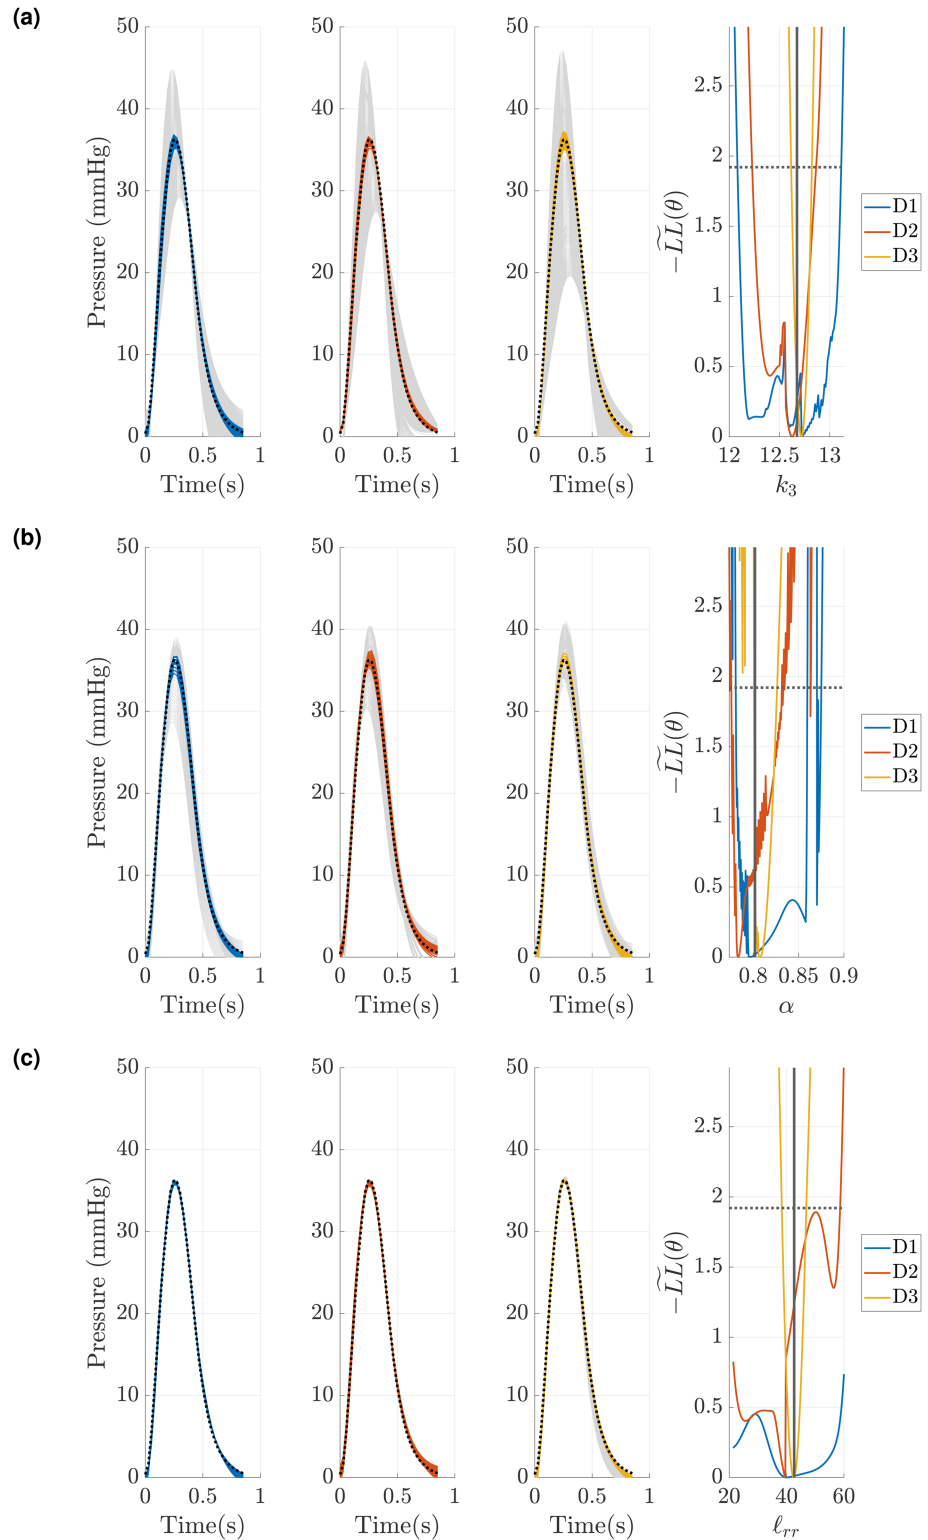 (a)
50
40
30
20
10
0
Pressure (mmHg)
0 0.5 1
Time(s)
50
40
30
20
10
0
0 0.5 1
Time(s)
50
40
30
20
10
0
0 0.5 1
Time(s)
2.5
2
1.5
1
0.5
0
−L͂L(θ)
12 12.5 13
k₃
D1
D2
D3
(b)
50
40
30
20
10
0
Pressure (mmHg)
0 0.5 1
Time(s)
50
40
30
20
10
0
0 0.5 1
Time(s)
50
40
30
20
10
0
0 0.5 1
Time(s)
2.5
2
1.5
1
0.5
0
−L͂L(θ)
0.8 0.85 0.9
α
D1
D2
D3
(c)
50
40
30
20
10
0
Pressure (mmHg)
0 0.5 1
Time(s)
50
40
30
20
10
0
0 0.5 1
Time(s)
50
40
30
20
10
0
0 0.5 1
Time(s)
2.5
2
1.5
1
0.5
0
−L͂L(θ)
20 40 60
ℓrr
D1
D2
D3